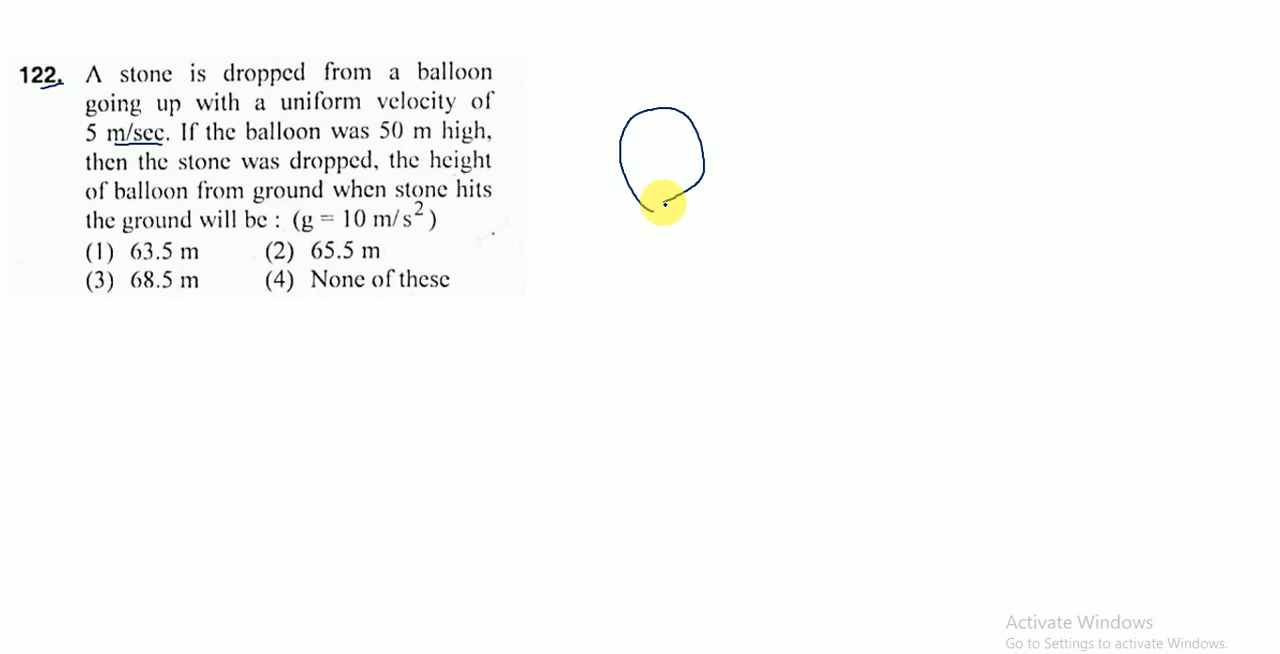 122. A stone is dropped from a balloon
going up with a uniform velocity of
5 m/sec. If the balloon was 50 m high,
then the stone was dropped, the height
of balloon from ground when stone hits
the ground will be : (g = 10 m/s²)
(1) 63.5 m (2) 65.5 m
(3) 68.5 m (4) None of these
Activate Windows
Go to Settings to activate Windows.